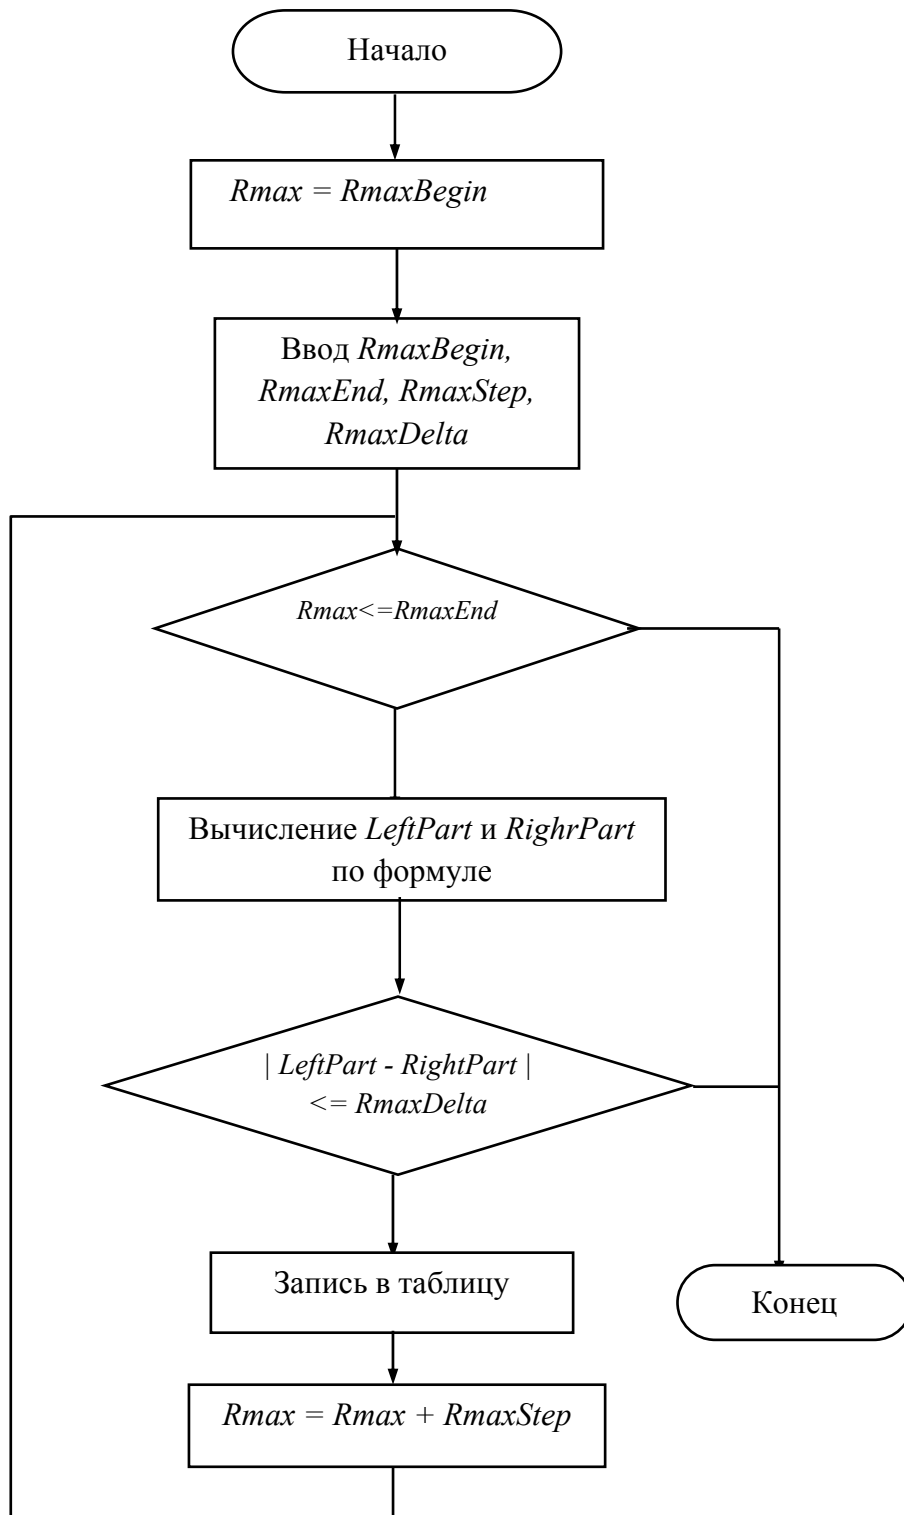 Начало
Rmax = RmaxBegin
Ввод RmaxBegin,
RmaxEnd, RmaxStep,
RmaxDelta
Rmax<=RmaxEnd
Вычисление LeftPart и RighrPart
по формуле
| LeftPart - RightPart |
<= RmaxDelta
Запись в таблицу
Конец
Rmax = Rmax + RmaxStep